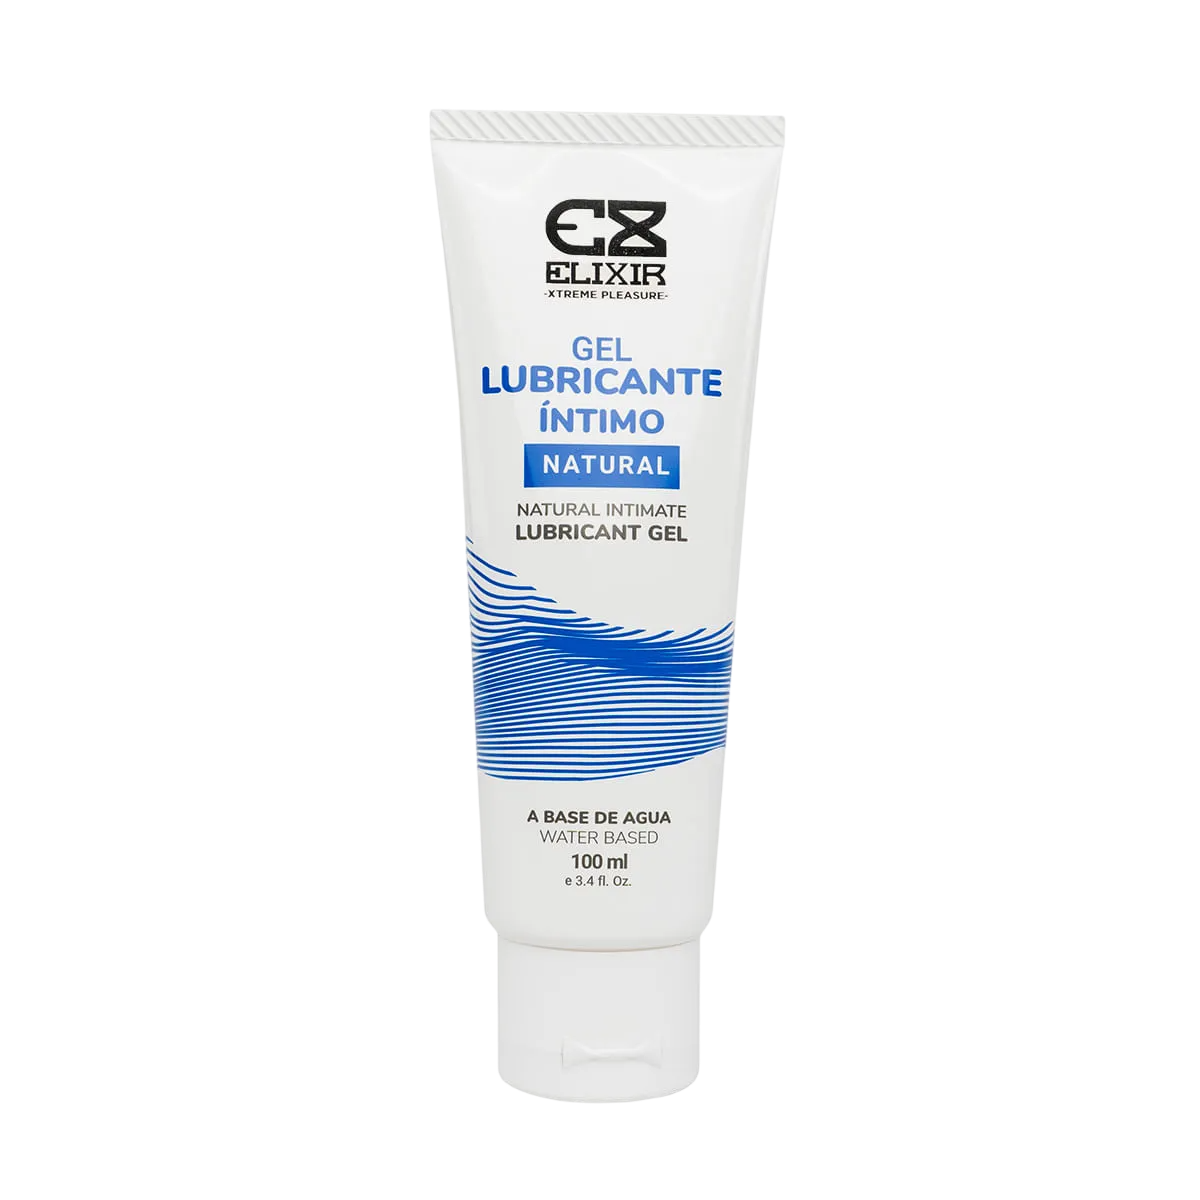 EX
ELIXIR
-XTREME PLEASURE-
GEL
LUBRICANTE
ÍNTIMO
NATURAL
NATURAL INTIMATE
LUBRICANT GEL
A BASE DE AGUA
WATER BASED
100 ml
e 3.4 fl. Oz.